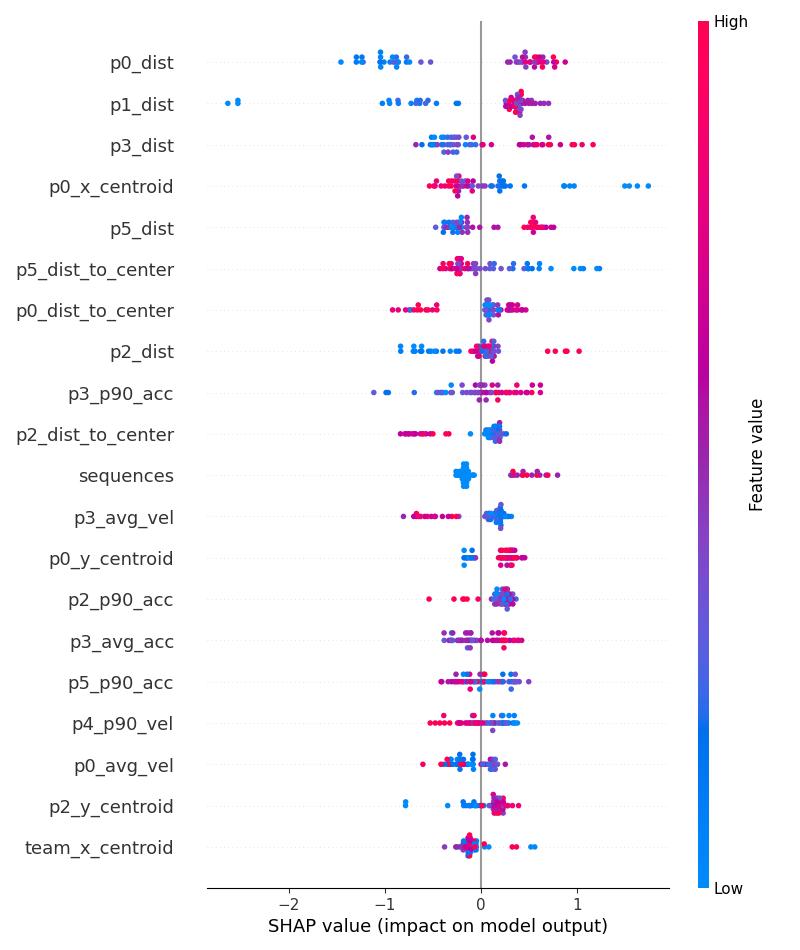 High
p0_dist
p1_dist
p3_dist
p0_x_centroid
p5_dist
p5_dist_to_center
p0_dist_to_center
p2_dist
p3_p90_acc
p2_dist_to_center
sequences
p3_avg_vel
p0_y_centroid
p2_p90_acc
p3_avg_acc
p5_p90_acc
p4_p90_vel
p0_avg_vel
p2_y_centroid
team_x_centroid
Feature value
Low
−2 −1 0 1
SHAP value (impact on model output)